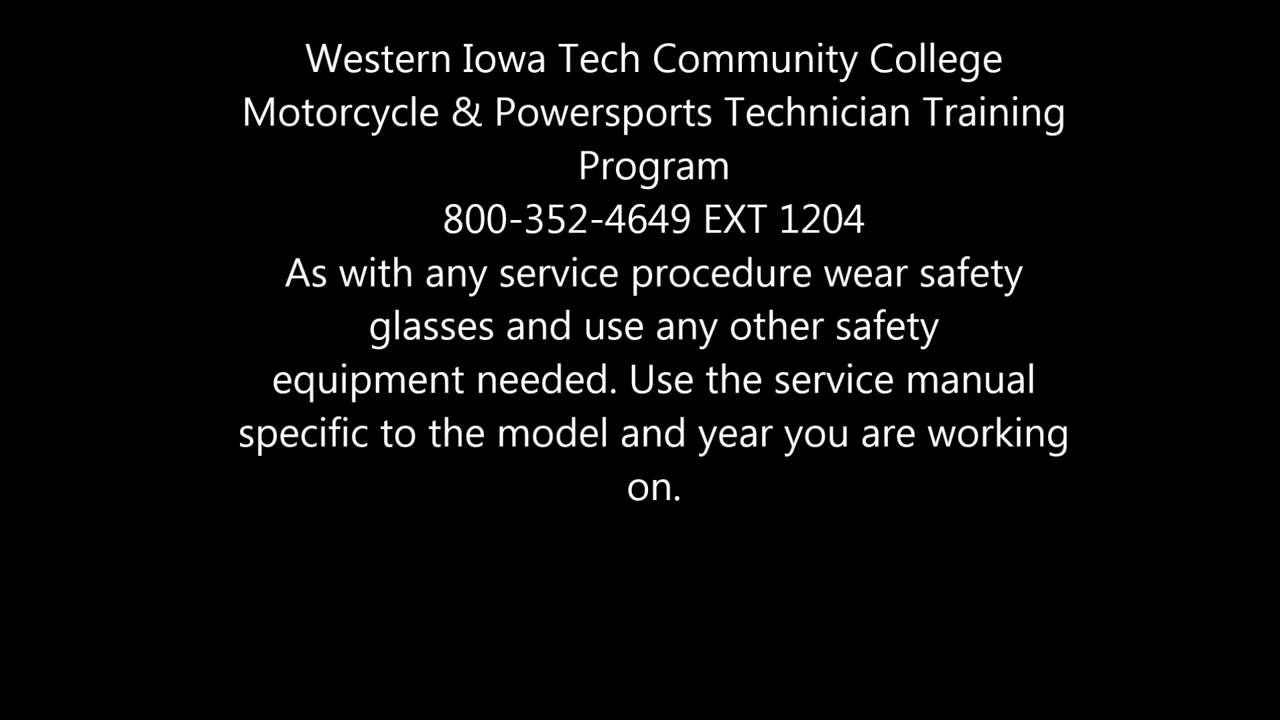 Western Iowa Tech Community College
Motorcycle & Powersports Technician Training
Program
800-352-4649 EXT 1204
As with any service procedure wear safety
glasses and use any other safety
equipment needed. Use the service manual
specific to the model and year you are working
on.